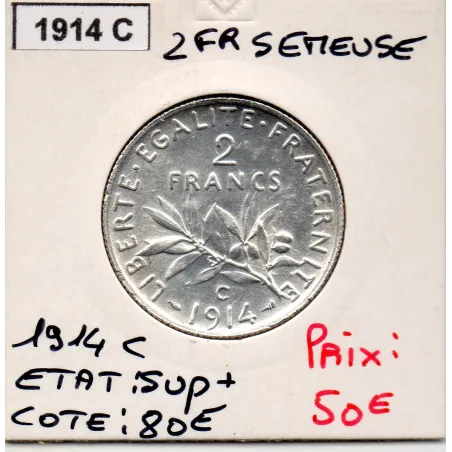 1914 C
2 FR SEMEUSE
LIBERTE · EGALITE · FRATERNITE
2
FRANCS
C
1914
1914 C
ETAT : SUP +
COTE : 80€
PRIX :
50€